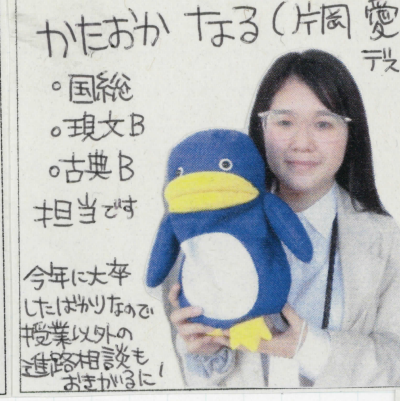 かたおか なる(片岡 愛
デス
○国総
○現文B
○古典B
担当です
今年に大卒
したばかりなので
授業以外の
進路相談も
おきがるに!